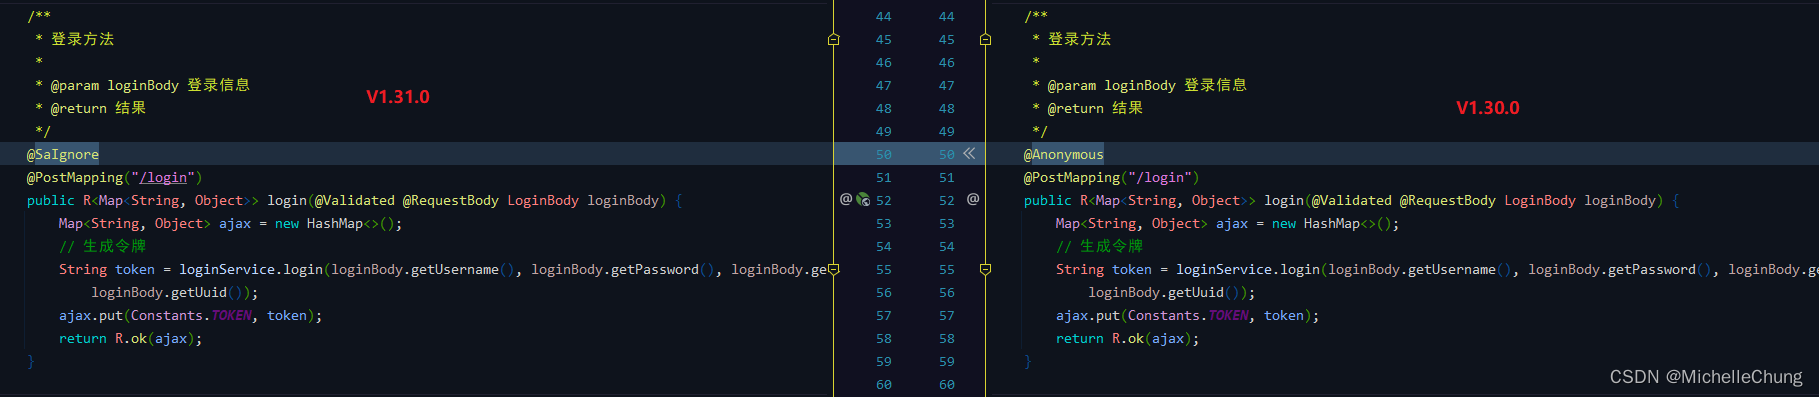 /**
 * 登录方法
 *
 * @param loginBody 登录信息
 * @return 结果
 */
@SaIgnore
@PostMapping("/login")
public R<Map<String, Object>> login(@Validated @RequestBody LoginBody loginBody) {
    Map<String, Object> ajax = new HashMap<>();
    // 生成令牌
    String token = loginService.login(loginBody.getUsername(), loginBody.getPassword(), loginBody.ge
        loginBody.getUuid());
    ajax.put(Constants.TOKEN, token);
    return R.ok(ajax);
}
V1.31.0
44 44
45 45
46 46
47 47
48 48
49 49
50 50
51 51
@ 52 52 @
53 53
54 54
55 55
56 56
57 57
58 58
59 59
60 60
/**
 * 登录方法
 *
 * @param loginBody 登录信息
 * @return 结果
 */
@Anonymous
@PostMapping("/login")
public R<Map<String, Object>> login(@Validated @RequestBody LoginBody loginBody) {
    Map<String, Object> ajax = new HashMap<>();
    // 生成令牌
    String token = loginService.login(loginBody.getUsername(), loginBody.getPassword(), loginBody.ge
        loginBody.getUuid());
    ajax.put(Constants.TOKEN, token);
    return R.ok(ajax);
}
V1.30.0
CSDN @MichelleChung